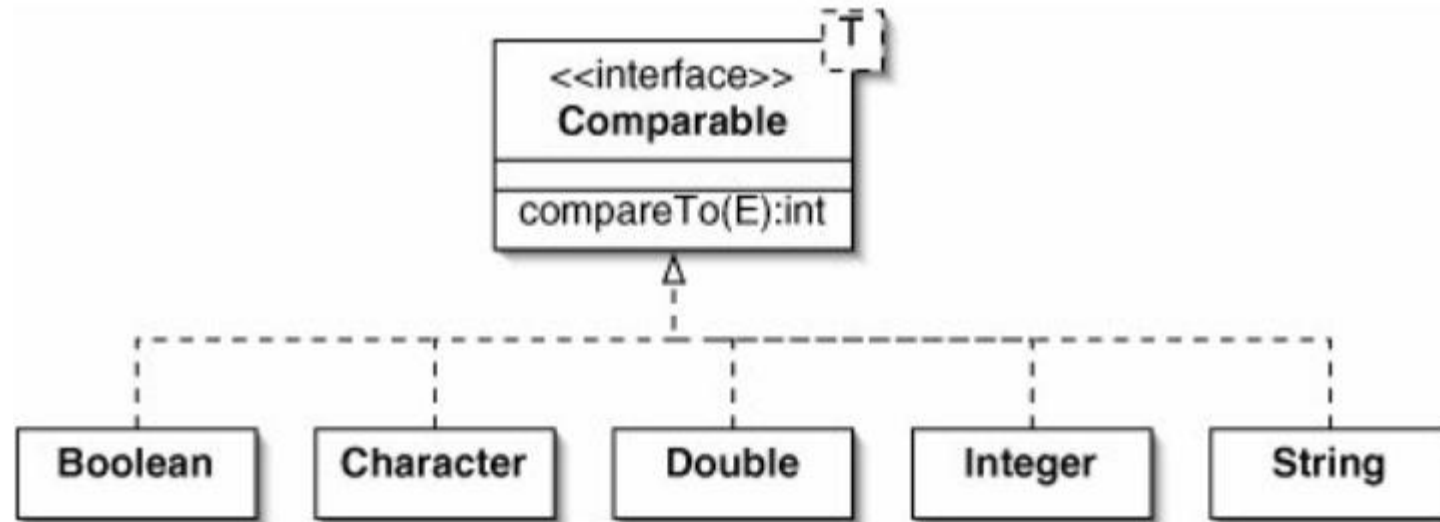 T
<<interface>>
Comparable
compareTo(E):int
Boolean
Character
Double
Integer
String